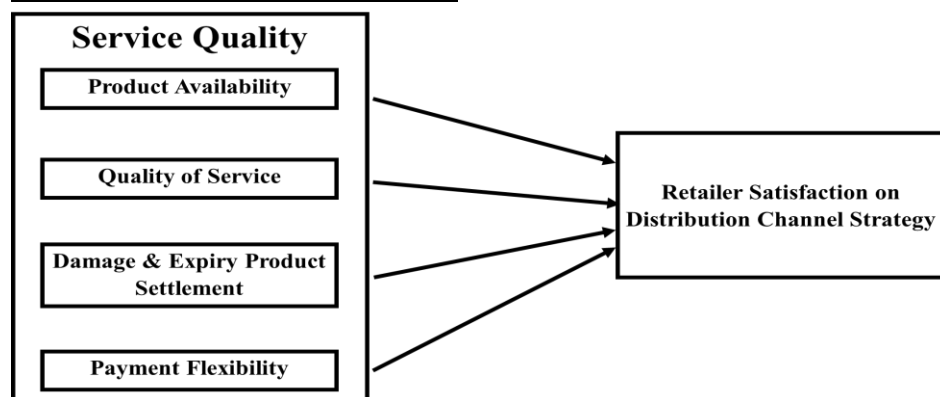 Service Quality
Product Availability
Quality of Service
Damage & Expiry Product
Settlement
Payment Flexibility
Retailer Satisfaction on
Distribution Channel Strategy